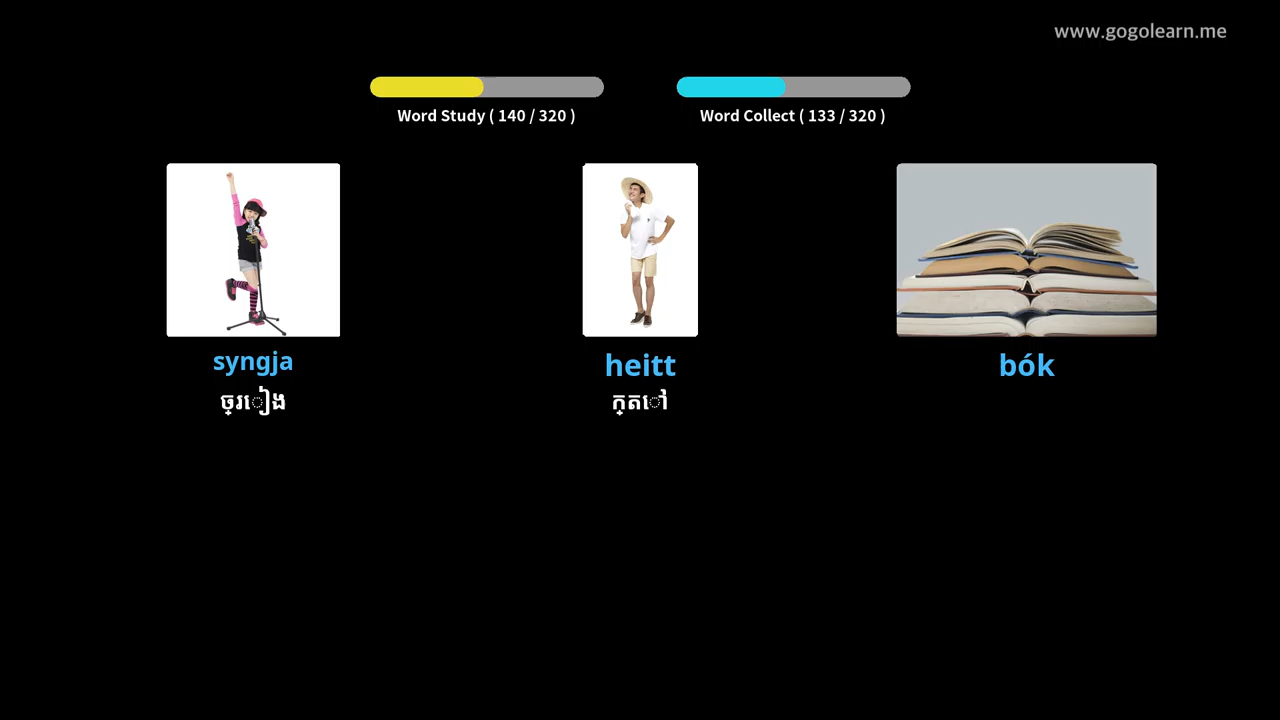 www.gogolearn.me
Word Study ( 140 / 320 )
Word Collect ( 133 / 320 )
syngja
heitt
bók
ច្រៀង
ក្តៅ